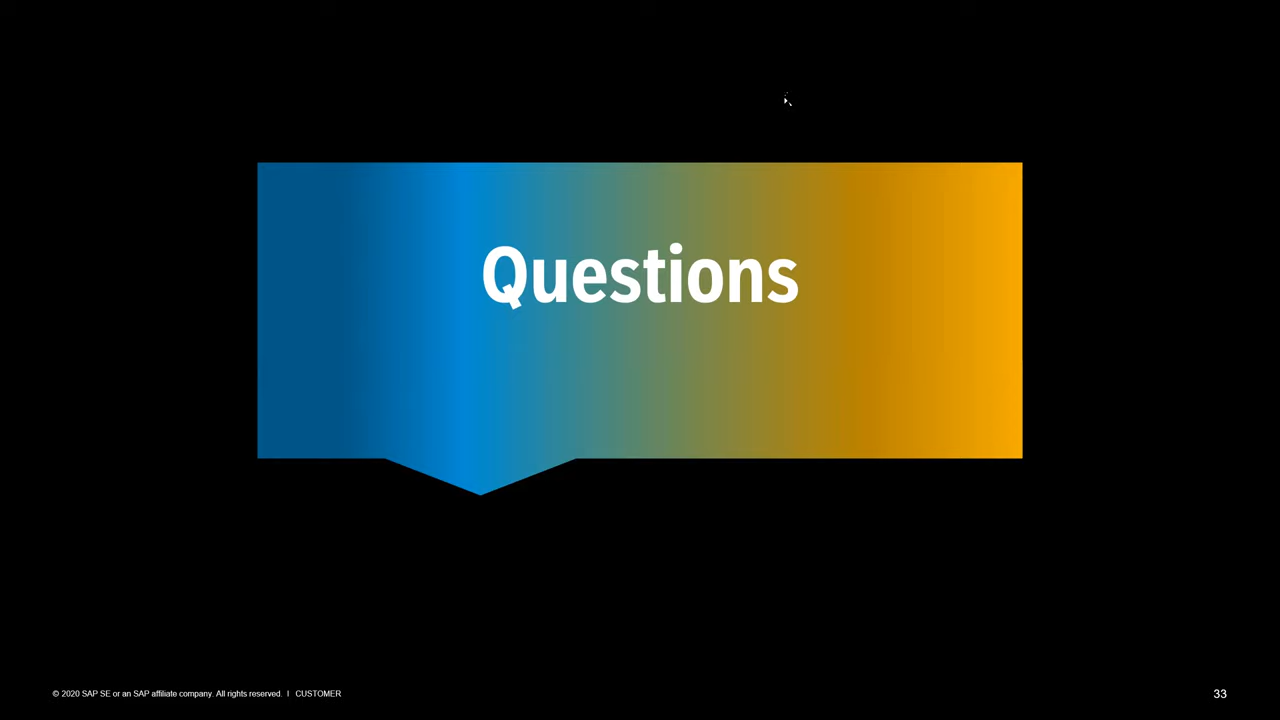 Questions
© 2020 SAP SE or an SAP affiliate company. All rights reserved. I CUSTOMER
33